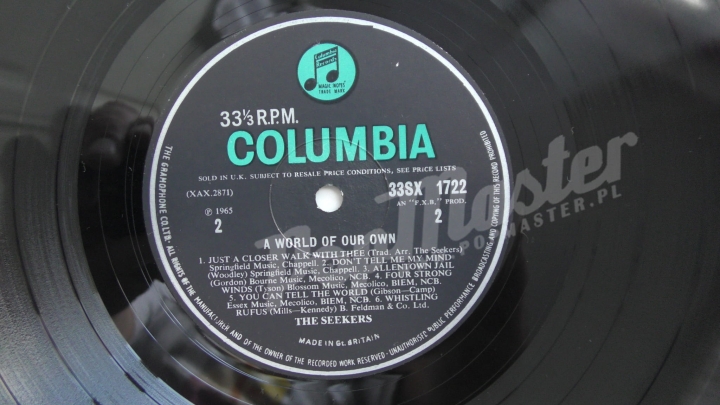 Columbia
Records
MAGIC NOTES
TRADE MARK
33⅓ R.P.M.
COLUMBIA
SOLD IN U.K. SUBJECT TO RESALE PRICE CONDITIONS, SEE PRICE LISTS
(XAX.2871)
33SX 1722
AN "F.X.B." PROD.
℗ 1965
2
2
A WORLD OF OUR OWN
1. JUST A CLOSER WALK WITH THEE (Trad. Arr. The Seekers)
Springfield Music, Chappell. 2. DON'T TELL ME MY MIND
(Woodley) Springfield Music, Chappell. 3. ALLENTOWN JAIL
(Gordon) Bourne Music, Mecolico, NCB. 4. FOUR STRONG
WINDS (Tyson) Blossom Music, Mecolico, BIEM, NCB.
5. YOU CAN TELL THE WORLD (Gibson—Camp)
Essex Music, Mecolico, BIEM, NCB. 6. WHISTLING
RUFUS (Mills—Kennedy) B. Feldman & Co. Ltd.
THE SEEKERS
MADE IN GT. BRITAIN
THE GRAMOPHONE CO. LTD. · ALL RIGHTS OF THE MANUFACTURER AND OF THE OWNER OF THE RECORDED WORK RESERVED · UNAUTHORISED PUBLIC PERFORMANCE BROADCASTING AND COPYING OF THIS RECORD PROHIBITED
PopMaster
POPMASTER.PL